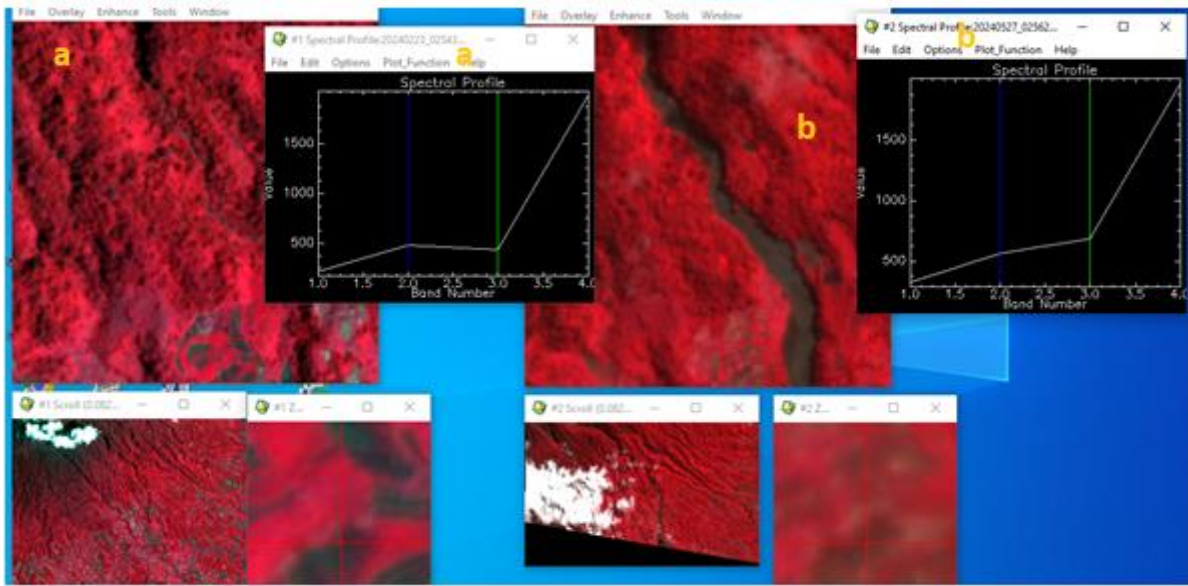 File Overlay Enhance Tools Window
a
#1 Spectral Profile:20240223_02543...
a
File Edit Options Plot_Function Help
Spectral Profile
1500
1000
500
Value
1.0 1.5 2.0 2.5 3.0 3.5 4.0
Band Number
File Overlay Enhance Tools Window
b
#2 Spectral Profile:20240527_02562...
b
File Edit Options Plot_Function Help
Spectral Profile
1500
1000
500
Value
1.0 1.5 2.0 2.5 3.0 3.5 4.0
Band Number
#1 Scroll (0.082...
#1 Z...
#2 Scroll (0.082...
#2 Z...